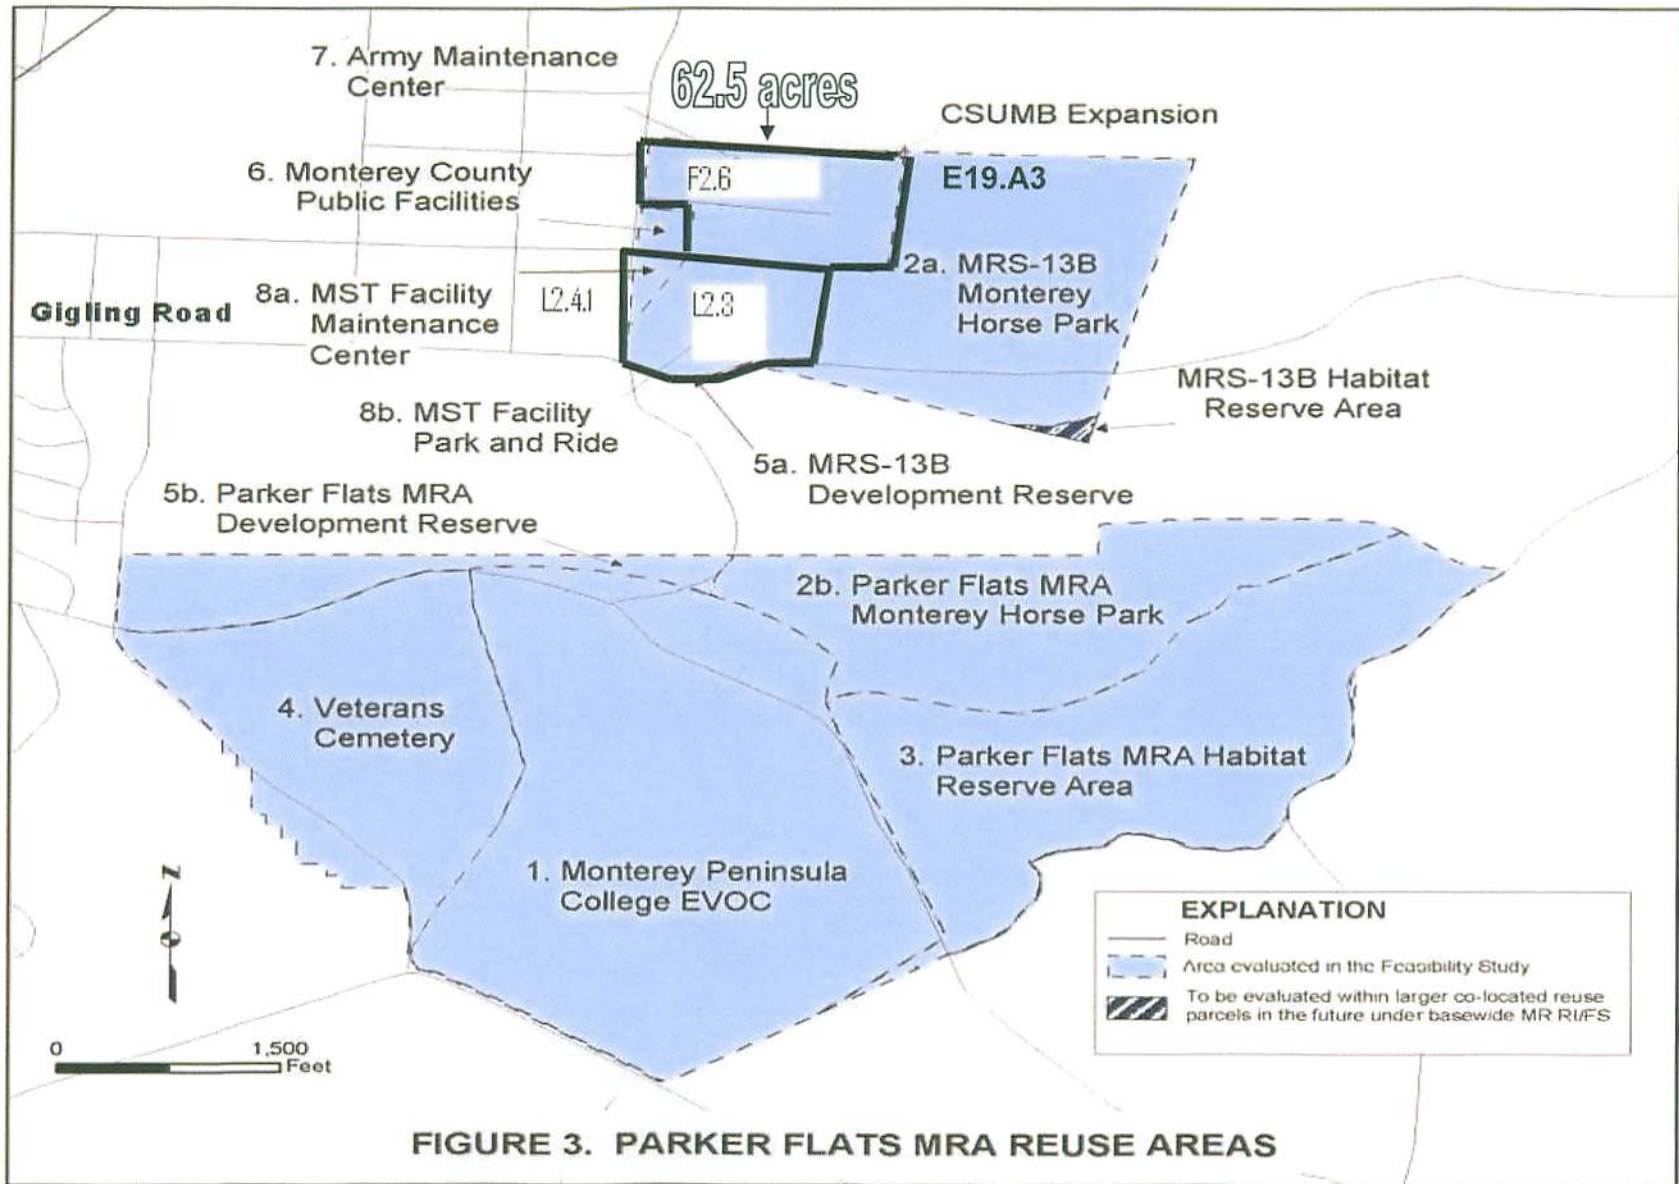 7. Army Maintenance
Center
62.5 acres
CSUMB Expansion
6. Monterey County
Public Facilities
F2.6
E19.A3
2a. MRS-13B
Monterey
Horse Park
Gigling Road
8a. MST Facility
Maintenance
Center
L2.4.1
L2.3
8b. MST Facility
Park and Ride
MRS-13B Habitat
Reserve Area
5a. MRS-13B
Development Reserve
5b. Parker Flats MRA
Development Reserve
2b. Parker Flats MRA
Monterey Horse Park
4. Veterans
Cemetery
3. Parker Flats MRA Habitat
Reserve Area
1. Monterey Peninsula
College EVOC
N
0 1,500
Feet
EXPLANATION
Road
Area evaluated in the Feasibility Study
To be evaluated within larger co-located reuse
parcels in the future under basewide MR RI/FS
FIGURE 3. PARKER FLATS MRA REUSE AREAS